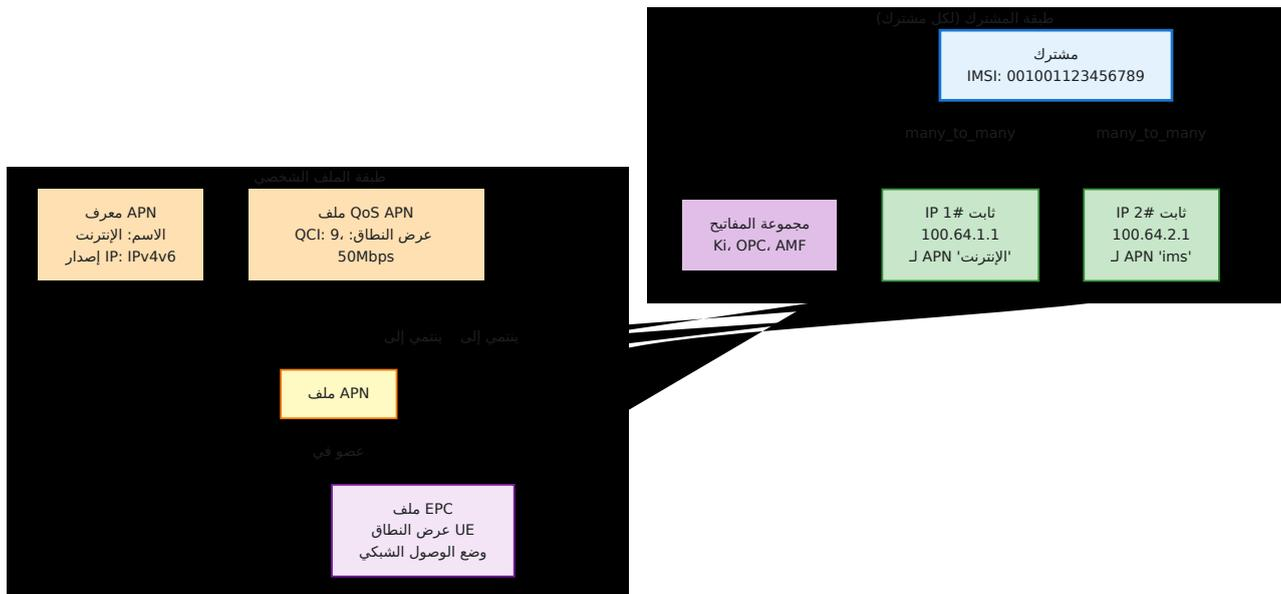 طبقة المشترك (لكل مشترك)
مشترك
IMSI: 001001123456789
many_to_many
many_to_many
مجموعة المفاتيح
Ki، OPC، AMF
IP ثابت #1
100.64.1.1
لـ APN 'الإنترنت'
IP ثابت #2
100.64.2.1
لـ APN 'ims'
طبقة الملف الشخصي
معرف APN
الاسم: الإنترنت
إصدار IP: IPv4v6
ملف QoS APN
QCI: 9، عرض النطاق:
50Mbps
ينتمي إلى
ينتمي إلى
ملف APN
عضو في
ملف EPC
عرض النطاق UE
وضع الوصول الشبكي